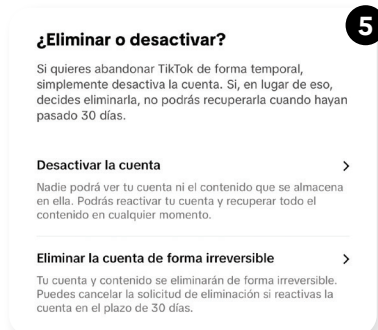 5
¿Eliminar o desactivar?
Si quieres abandonar TikTok de forma temporal,
simplemente desactiva la cuenta. Si, en lugar de eso,
decides eliminarla, no podrás recuperarla cuando hayan
pasado 30 días.
Desactivar la cuenta
Nadie podrá ver tu cuenta ni el contenido que se almacena
en ella. Podrás reactivar tu cuenta y recuperar todo el
contenido en cualquier momento.
Eliminar la cuenta de forma irreversible
Tu cuenta y contenido se eliminarán de forma irreversible.
Puedes cancelar la solicitud de eliminación si reactivas la
cuenta en el plazo de 30 días.